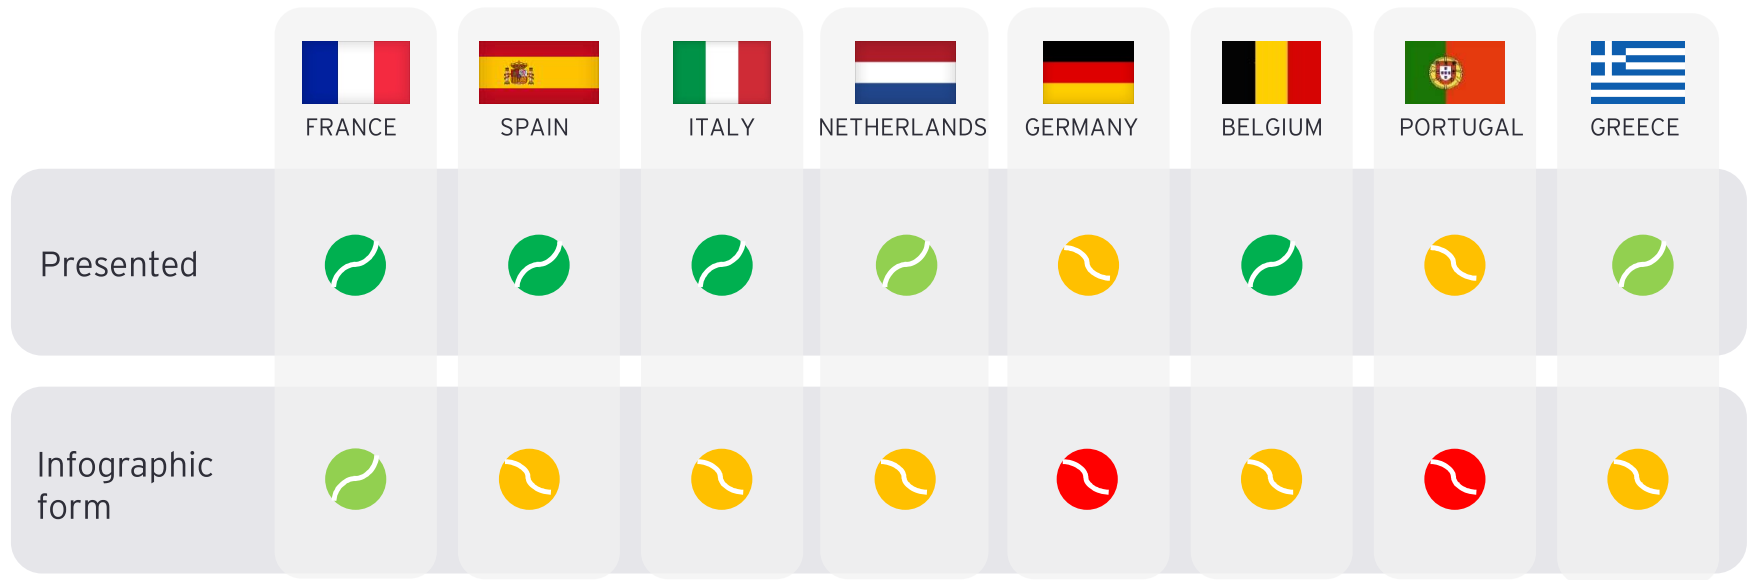 FRANCE
SPAIN
ITALY
NETHERLANDS
GERMANY
BELGIUM
PORTUGAL
GREECE
Presented
Infographic
form